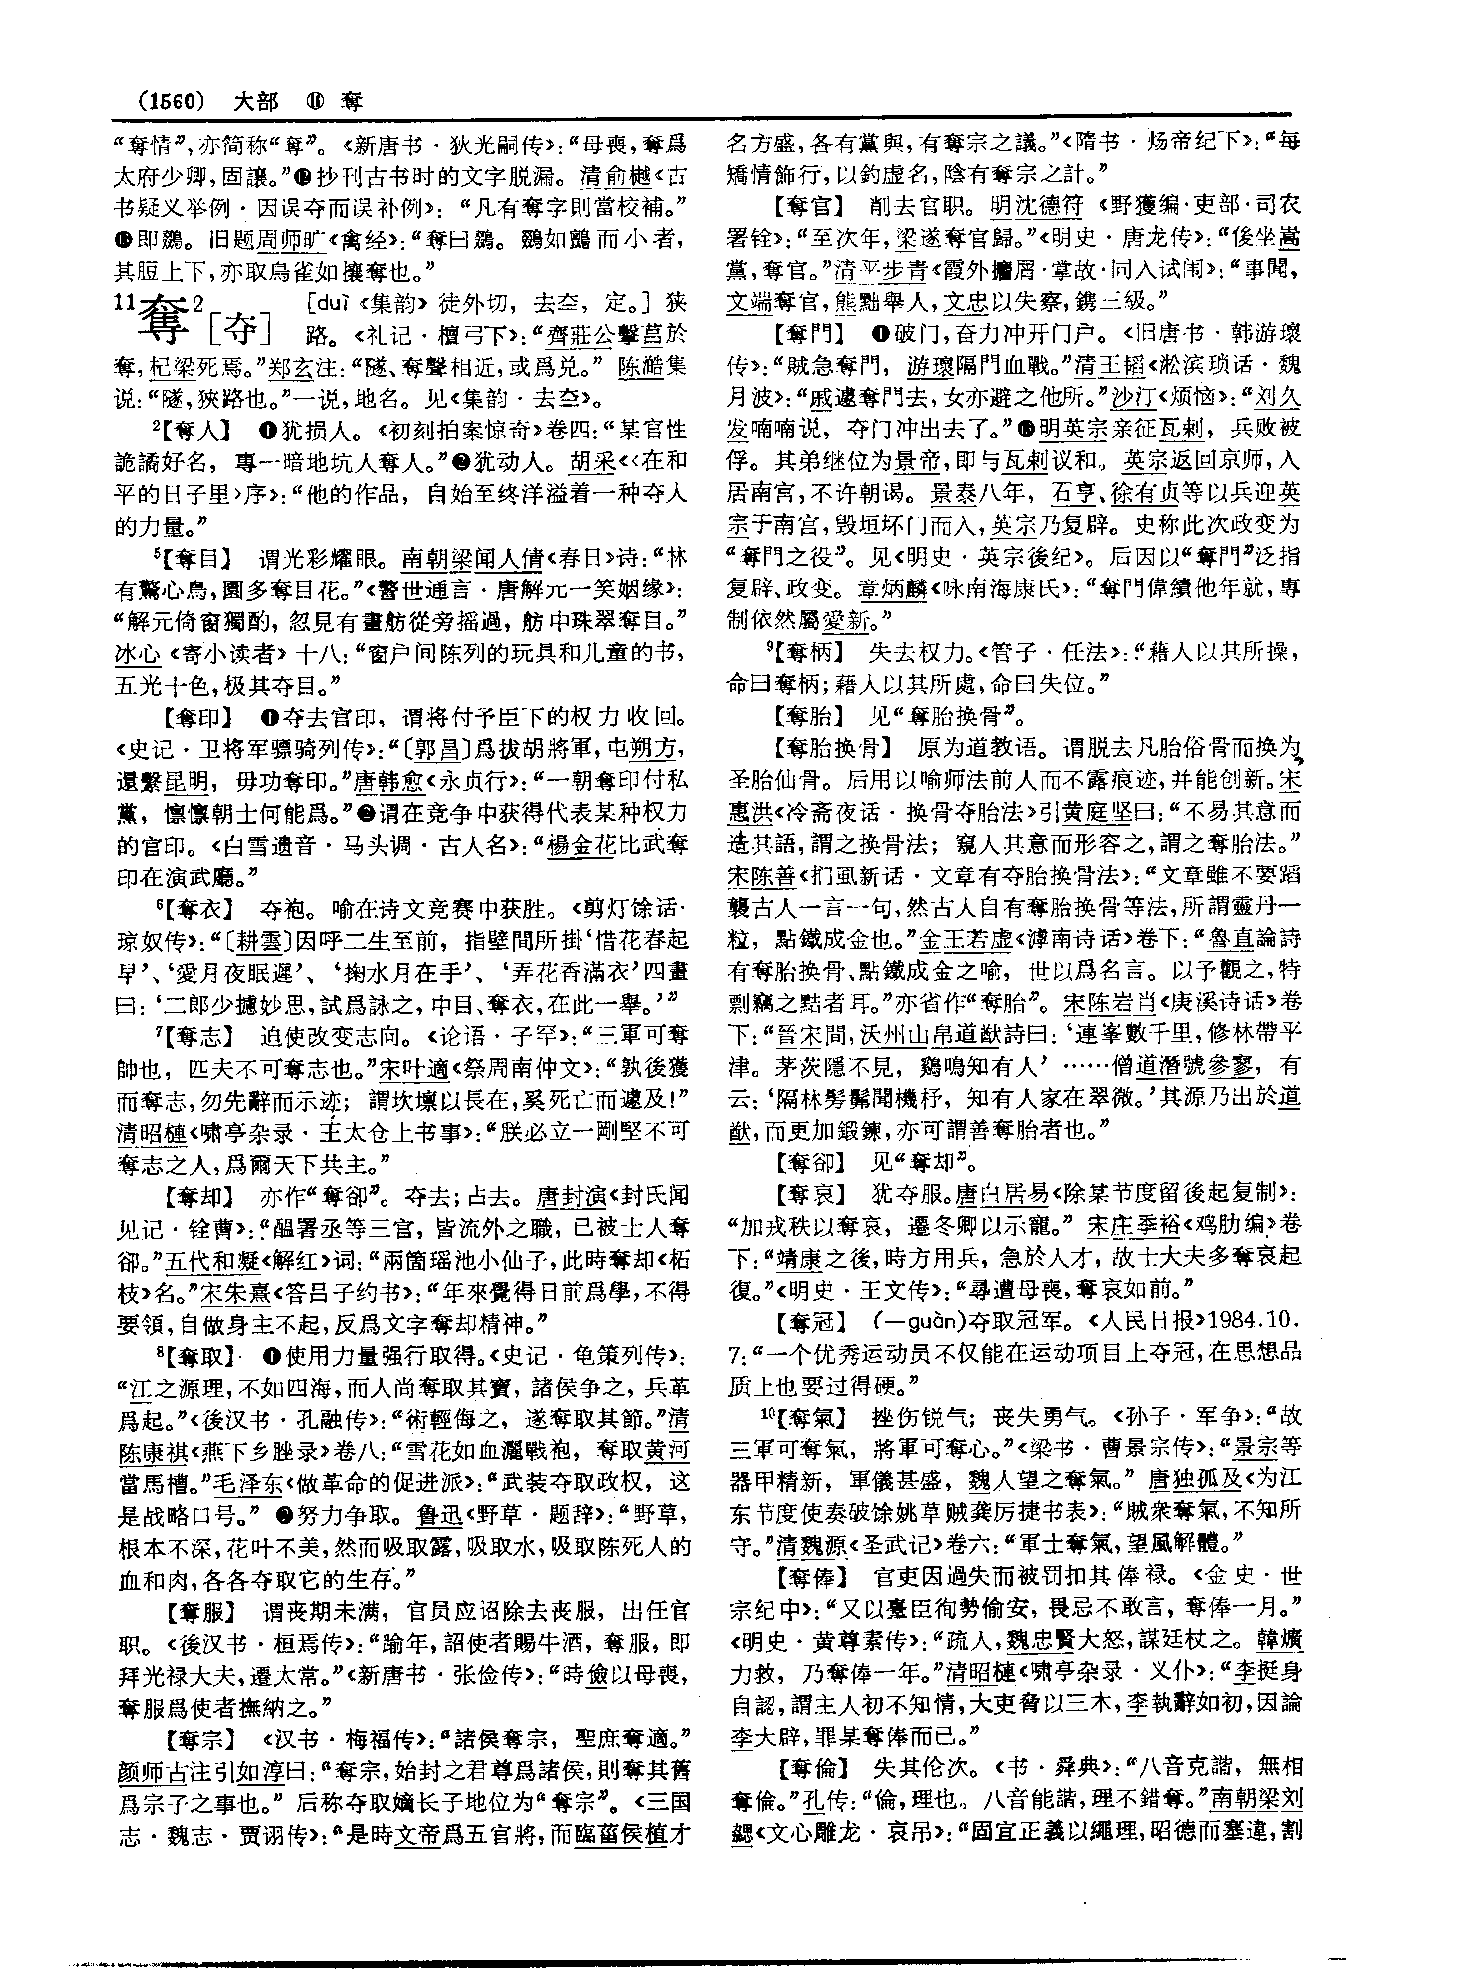 (1560) 大部 ⑪ 奪
“奪情”，亦简称“奪”。《新唐书·狄光嗣传》：“母喪，奪爲
太府少卿，固讓。”⓬抄刊古书时的文字脱漏。清俞樾《古
书疑义举例·因误夺而误补例》：“凡有奪字則當校補。”
⓭即鵽。旧题周师旷《禽经》：“奪曰鵽。鵽如鷂而小者，
其脰上下，亦取鳥雀如攘奪也。”
11奪2[夺] [duì《集韵》徒外切，去泰，定。]狭
路。《礼记·檀弓下》：“齊莊公擊莒於
奪，杞梁死焉。”郑玄注：“隧、奪聲相近，或爲兑。”陈澔集
说：“隧，狹路也。”一说，地名。见《集韵·去泰》。
2【奪人】 ❶犹损人。《初刻拍案惊奇》卷四：“某官性
詭譎好名，專一暗地坑人奪人。”❷犹动人。胡采《〈在和
平的日子里〉序》：“他的作品，自始至终洋溢着一种夺人
的力量。”
5【奪目】 谓光彩耀眼。南朝梁闻人倩《春日》诗：“林
有驚心鳥，園多奪目花。”《警世通言·唐解元一笑姻缘》：
“解元倚窗獨酌，忽見有畫舫從旁摇過，舫中珠翠奪目。”
冰心《寄小读者》十八：“窗户间陈列的玩具和儿童的书，
五光十色，极其夺目。”
【奪印】 ❶夺去官印，谓将付予臣下的权力收回。
《史记·卫将军骠骑列传》：“〔郭昌〕爲拔胡將軍，屯朔方，
還擊昆明，毋功奪印。”唐韩愈《永贞行》：“一朝奪印付私
黨，懔懔朝士何能爲。”❷谓在竞争中获得代表某种权力
的官印。《白雪遗音·马头调·古人名》：“楊金花比武奪
印在演武廳。”
6【奪衣】 夺袍。喻在诗文竞赛中获胜。《剪灯馀话·
琼奴传》：“〔耕雲〕因呼二生至前，指壁間所掛‘惜花春起
早’、‘愛月夜眠遲’、‘掬水月在手’、‘弄花香滿衣’四畫
曰：‘二郎少攄妙思，試爲詠之，中目、奪衣，在此一舉。’”
7【奪志】 迫使改变志向。《论语·子罕》：“三軍可奪
帥也，匹夫不可奪志也。”宋叶適《祭周南仲文》：“孰後獲
而奪志，勿先辭而示迹；謂坎壈以長在，奚死亡而遽及！”
清昭槤《啸亭杂录·王太仓上书事》：“朕必立一剛堅不可
奪志之人，爲爾天下共主。”
【奪却】 亦作“奪卻”。夺去；占去。唐封演《封氏闻
见记·铨曹》：“醖署丞等三官，皆流外之職，已被士人奪
卻。”五代和凝《解红》词：“兩箇瑶池小仙子，此時奪却《柘
枝》名。”宋朱熹《答吕子约书》：“年來覺得日前爲學，不得
要領，自做身主不起，反爲文字奪却精神。”
8【奪取】 ❶使用力量强行取得。《史记·龟策列传》：
“江之源理，不如四海，而人尚奪取其寶，諸侯争之，兵革
爲起。”《後汉书·孔融传》：“術輕侮之，遂奪取其節。”清
陈康祺《燕下乡脞录》卷八：“雪花如血灑戰袍，奪取黄河
當馬槽。”毛泽东《做革命的促进派》：“武装夺取政权，这
是战略口号。”❷努力争取。鲁迅《野草·题辞》：“野草，
根本不深，花叶不美，然而吸取露，吸取水，吸取陈死人的
血和肉，各各夺取它的生存。”
【奪服】 谓丧期未满，官员应诏除去丧服，出任官
职。《後汉书·桓焉传》：“踰年，詔使者賜牛酒，奪服，即
拜光禄大夫，遷太常。”《新唐书·张俭传》：“時儉以母喪，
奪服爲使者撫納之。”
【奪宗】 《汉书·梅福传》：“諸侯奪宗，聖庶奪適。”
颜师古注引如淳曰：“奪宗，始封之君尊爲諸侯，則奪其舊
爲宗子之事也。”后称夺取嫡长子地位为“奪宗”。《三国
志·魏志·贾诩传》：“是時文帝爲五官將，而臨菑侯植才
名方盛，各有黨與，有奪宗之議。”《隋书·炀帝纪下》：“每
矯情飾行，以釣虚名，陰有奪宗之計。”
【奪官】 削去官职。明沈德符《野獲编·吏部·司农
署铨》：“至次年，梁遂奪官歸。”《明史·唐龙传》：“俊坐嵩
黨，奪官。”清平步青《霞外攟屑·掌故·同入试闱》：“事聞，
文端奪官，熊黜舉人，文忠以失察，鐫三級。”
【奪門】 ❶破门，奋力冲开门户。《旧唐书·韩游瓌
传》：“賊急奪門，游瓌隔門血戰。”清王韬《淞滨琐话·魏
月波》：“戚遽奪門去，女亦避之他所。”沙汀《烦恼》：“刘久
发喃喃说，夺门冲出去了。”❷明英宗亲征瓦剌，兵败被
俘。其弟继位为景帝，即与瓦剌议和，英宗返回京师，入
居南宫，不许朝谒。景泰八年，石亨、徐有贞等以兵迎英
宗于南宫，毁垣坏门而入，英宗乃复辟。史称此次政变为
“奪門之役”。见《明史·英宗後纪》。后因以“奪門”泛指
复辟、政变。章炳麟《咏南海康氏》：“奪門偉績他年就，專
制依然屬愛新。”
9【奪柄】 失去权力。《管子·任法》：“藉人以其所操，
命曰奪柄；藉人以其所處，命曰失位。”
【奪胎】 见“奪胎换骨”。
【奪胎换骨】 原为道教语。谓脱去凡胎俗骨而换为
圣胎仙骨。后用以喻师法前人而不露痕迹，并能创新。宋
惠洪《冷斋夜话·换骨夺胎法》引黄庭坚曰：“不易其意而
造其語，謂之换骨法；窺人其意而形容之，謂之奪胎法。”
宋陈善《扪虱新话·文章有夺胎换骨法》：“文章雖不要蹈
襲古人一言一句，然古人自有奪胎换骨等法，所謂靈丹一
粒，點鐵成金也。”金王若虚《滹南诗话》卷下：“魯直論詩
有奪胎换骨、點鐵成金之喻，世以爲名言。以予觀之，特
剽竊之黠者耳。”亦省作“奪胎”。宋陈岩肖《庚溪诗话》卷
下：“晉宋間，沃州山帛道猷詩曰：‘連峯數千里，修林帶平
津。茅茨隱不見，鷄鳴知有人’……僧道潛號參寥，有
云：‘隔林髣髴聞機杼，知有人家在翠微。’其源乃出於道
猷，而更加鍛鍊，亦可謂善奪胎者也。”
【奪卻】 见“奪却”。
【奪哀】 犹夺服。唐白居易《除某节度留後起复制》：
“加戎秩以奪哀，遷冬卿以示寵。”宋庄季裕《鸡肋编》卷
下：“靖康之後，時方用兵，急於人才，故士大夫多奪哀起
復。”《明史·王文传》：“尋遭母喪，奪哀如前。”
【奪冠】 （—guàn）夺取冠军。《人民日报》1984.10.
7：“一个优秀运动员不仅能在运动项目上夺冠，在思想品
质上也要过得硬。”
10【奪氣】 挫伤锐气；丧失勇气。《孙子·军争》：“故
三軍可奪氣，將軍可奪心。”《梁书·曹景宗传》：“景宗等
器甲精新，軍儀甚盛，魏人望之奪氣。”唐独孤及《为江
东节度使奏破馀姚草贼龚厉捷书表》：“賊衆奪氣，不知所
守。”清魏源《圣武记》卷六：“軍士奪氣，望風解體。”
【奪俸】 官吏因過失而被罚扣其俸禄。《金史·世
宗纪中》：“又以臺臣徇勢偷安，畏忌不敢言，奪俸一月。”
《明史·黄尊素传》：“疏入，魏忠賢大怒，謀廷杖之。韓爌
力救，乃奪俸一年。”清昭槤《啸亭杂录·义仆》：“李挺身
自認，謂主人初不知情，大吏脅以三木，李執辭如初，因論
李大辟，罪某奪俸而已。”
【奪倫】 失其伦次。《书·舜典》：“八音克諧，無相
奪倫。”孔传：“倫，理也。八音能諧，理不錯奪。”南朝梁刘
勰《文心雕龙·哀吊》：“固宜正義以繩理，昭德而塞違，割